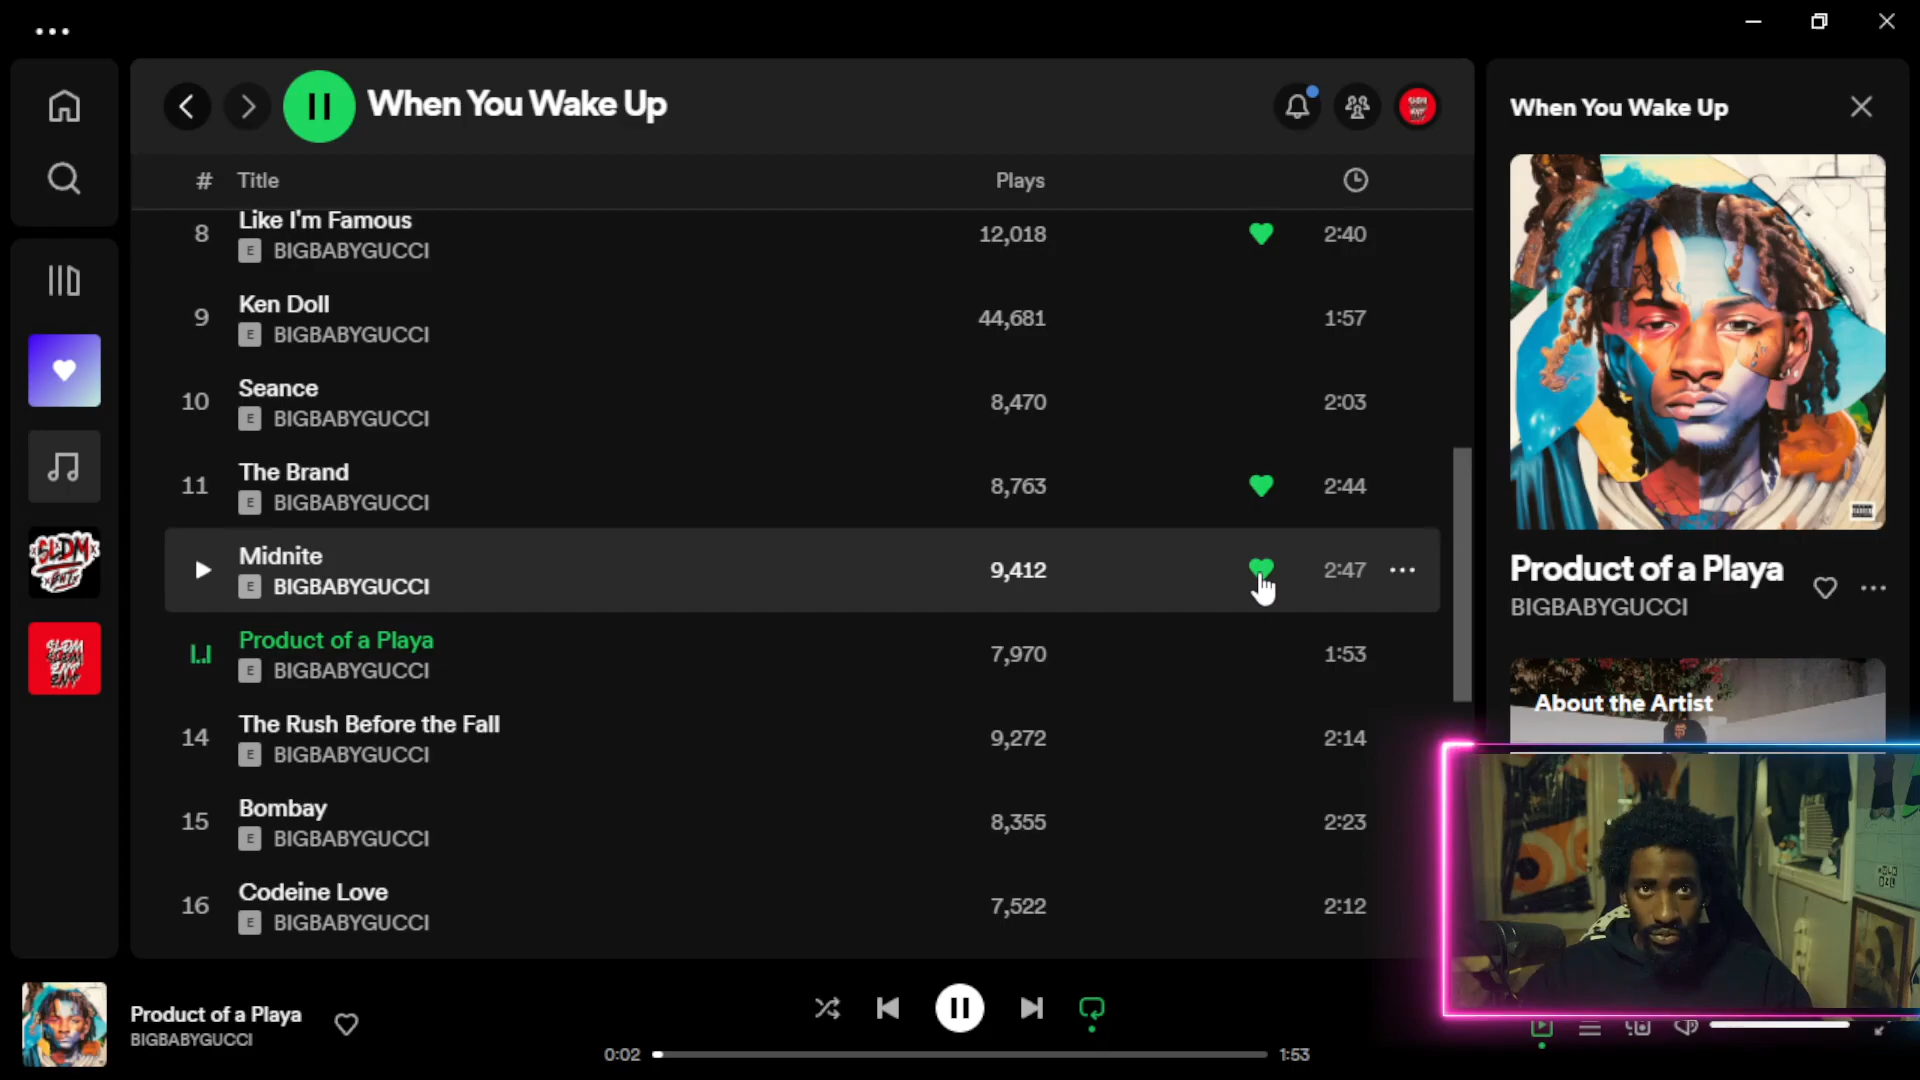 When You Wake Up
# Title Plays
8 Like I'm Famous 12,018 2:40
E BIGBABYGUCCI
9 Ken Doll 44,681 1:57
E BIGBABYGUCCI
10 Seance 8,470 2:03
E BIGBABYGUCCI
11 The Brand 8,763 2:44
E BIGBABYGUCCI
Midnite 9,412 2:47
E BIGBABYGUCCI
Product of a Playa 7,970 1:53
E BIGBABYGUCCI
14 The Rush Before the Fall 9,272 2:14
E BIGBABYGUCCI
15 Bombay 8,355 2:23
E BIGBABYGUCCI
16 Codeine Love 7,522 2:12
E BIGBABYGUCCI
When You Wake Up
Product of a Playa
BIGBABYGUCCI
About the Artist
SLDM
Product of a Playa
BIGBABYGUCCI
0:02 1:53